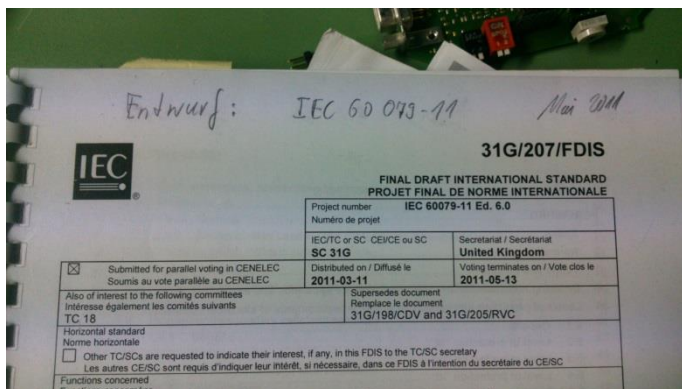 Entwurf: IEC 60 079-11 Mai 2011
IEC
®
31G/207/FDIS
FINAL DRAFT INTERNATIONAL STANDARD
PROJET FINAL DE NORME INTERNATIONALE
Project number IEC 60079-11 Ed. 6.0
Numéro de projet
IEC/TC or SC CEI/CE ou SC
SC 31G
Secretariat / Secrétariat
United Kingdom
☒ Submitted for parallel voting in CENELEC
Soumis au vote parallèle au CENELEC
Distributed on / Diffusé le
2011-03-11
Voting terminates on / Vote clos le
2011-05-13
Also of interest to the following committees
Intéresse également les comités suivants
TC 18
Supersedes document
Remplace le document
31G/198/CDV and 31G/205/RVC
Horizontal standard
Norme horizontale
☐ Other TC/SCs are requested to indicate their interest, if any, in this FDIS to the TC/SC secretary
Les autres CE/SC sont requis d'indiquer leur intérêt, si nécessaire, dans ce FDIS à l'intention du secrétaire du CE/SC
Functions concerned